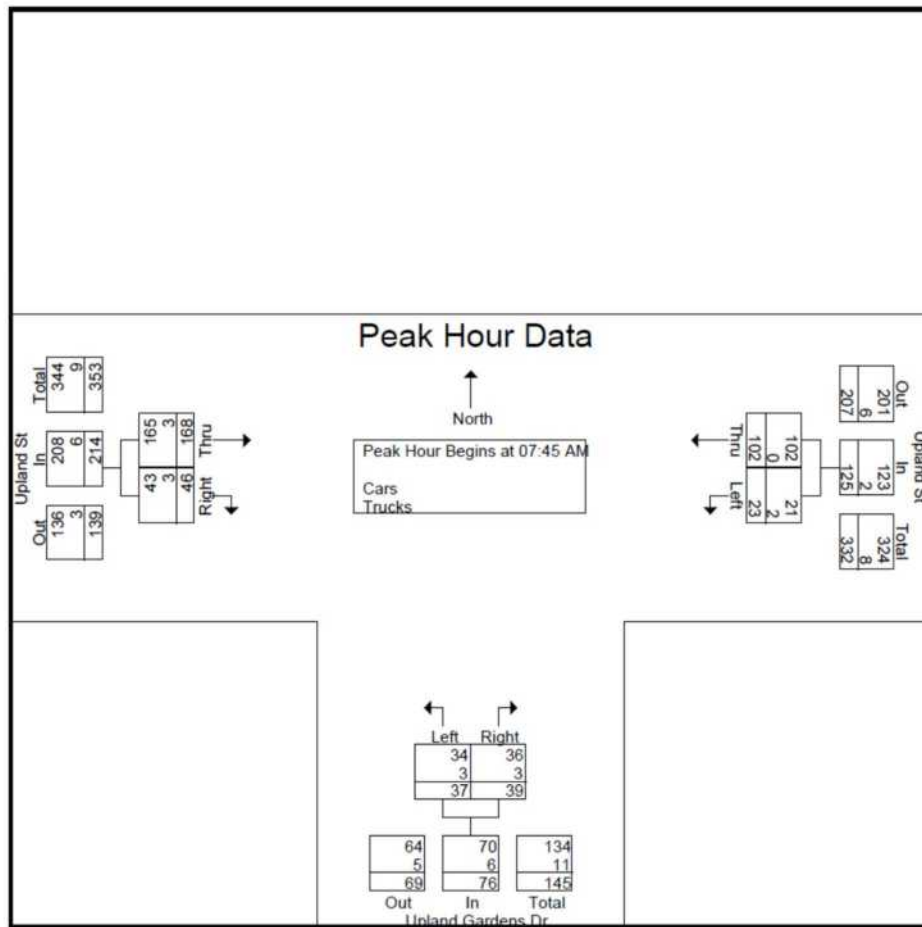 Peak Hour Data
North
Peak Hour Begins at 07:45 AM
Cars
Trucks
Upland St
Total
344
9
353
In
208
6
214
Out
136
3
139
Thru
165
3
168
Right
43
3
46
Thru
102
0
102
Left
21
2
23
Upland St
Out
201
6
207
In
123
2
125
Total
324
8
332
Left Right
34 36
3 3
37 39
64 70 134
5 6 11
69 76 145
Out In Total
Upland Gardens Dr